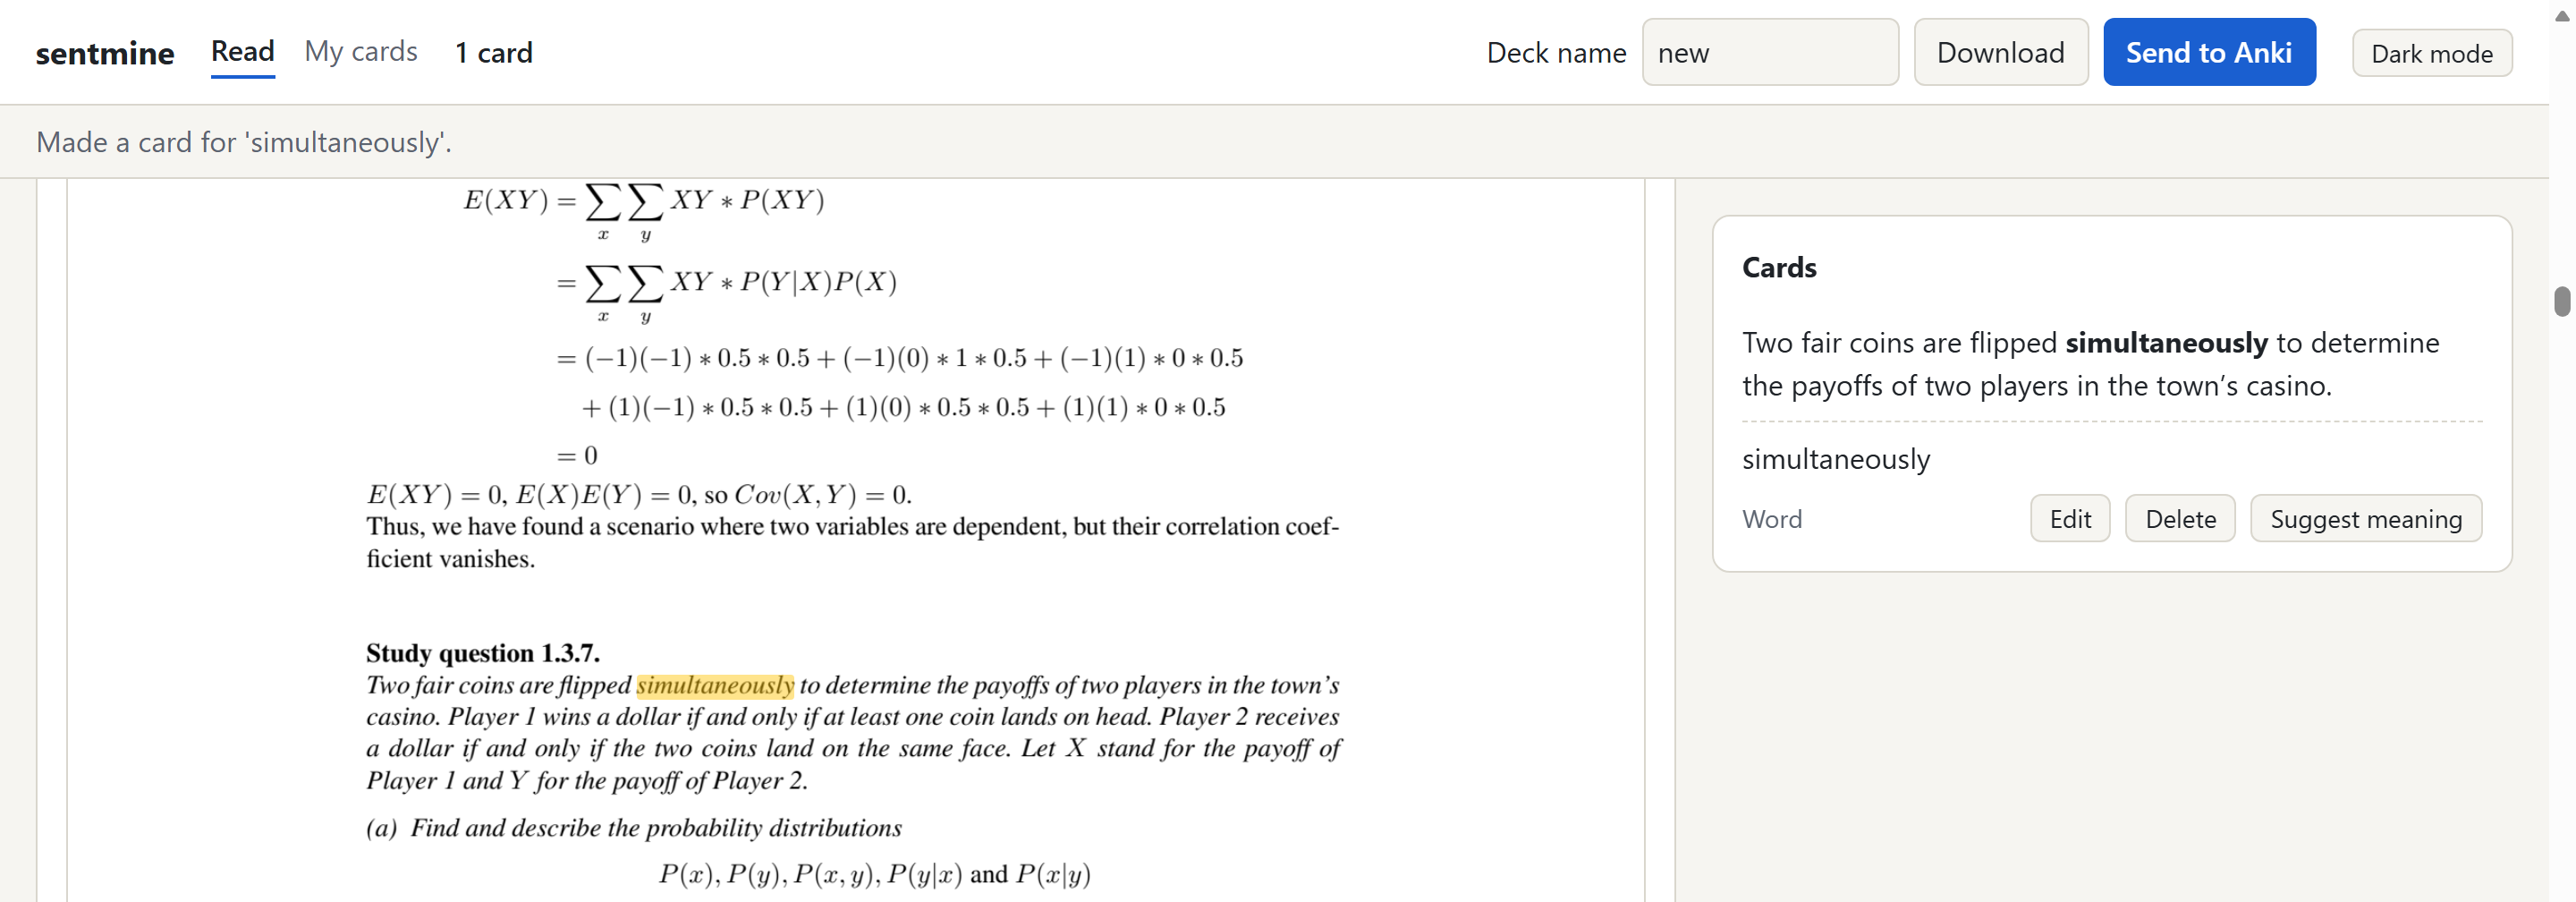 sentmine Read My cards 1 card Deck name new Download Send to Anki Dark mode
Made a card for 'simultaneously'.
E(XY) = ∑x ∑y XY ∗ P(XY)
= ∑x ∑y XY ∗ P(Y|X)P(X)
= (−1)(−1) ∗ 0.5 ∗ 0.5 + (−1)(0) ∗ 1 ∗ 0.5 + (−1)(1) ∗ 0 ∗ 0.5
+ (1)(−1) ∗ 0.5 ∗ 0.5 + (1)(0) ∗ 0.5 ∗ 0.5 + (1)(1) ∗ 0 ∗ 0.5
= 0
E(XY) = 0, E(X)E(Y) = 0, so Cov(X, Y) = 0.
Thus, we have found a scenario where two variables are dependent, but their correlation coef-
ficient vanishes.
Study question 1.3.7.
Two fair coins are flipped simultaneously to determine the payoffs of two players in the town's
casino. Player 1 wins a dollar if and only if at least one coin lands on head. Player 2 receives
a dollar if and only if the two coins land on the same face. Let X stand for the payoff of
Player 1 and Y for the payoff of Player 2.
(a) Find and describe the probability distributions
P(x), P(y), P(x, y), P(y|x) and P(x|y)
Cards
Two fair coins are flipped simultaneously to determine
the payoffs of two players in the town's casino.
simultaneously
Word Edit Delete Suggest meaning